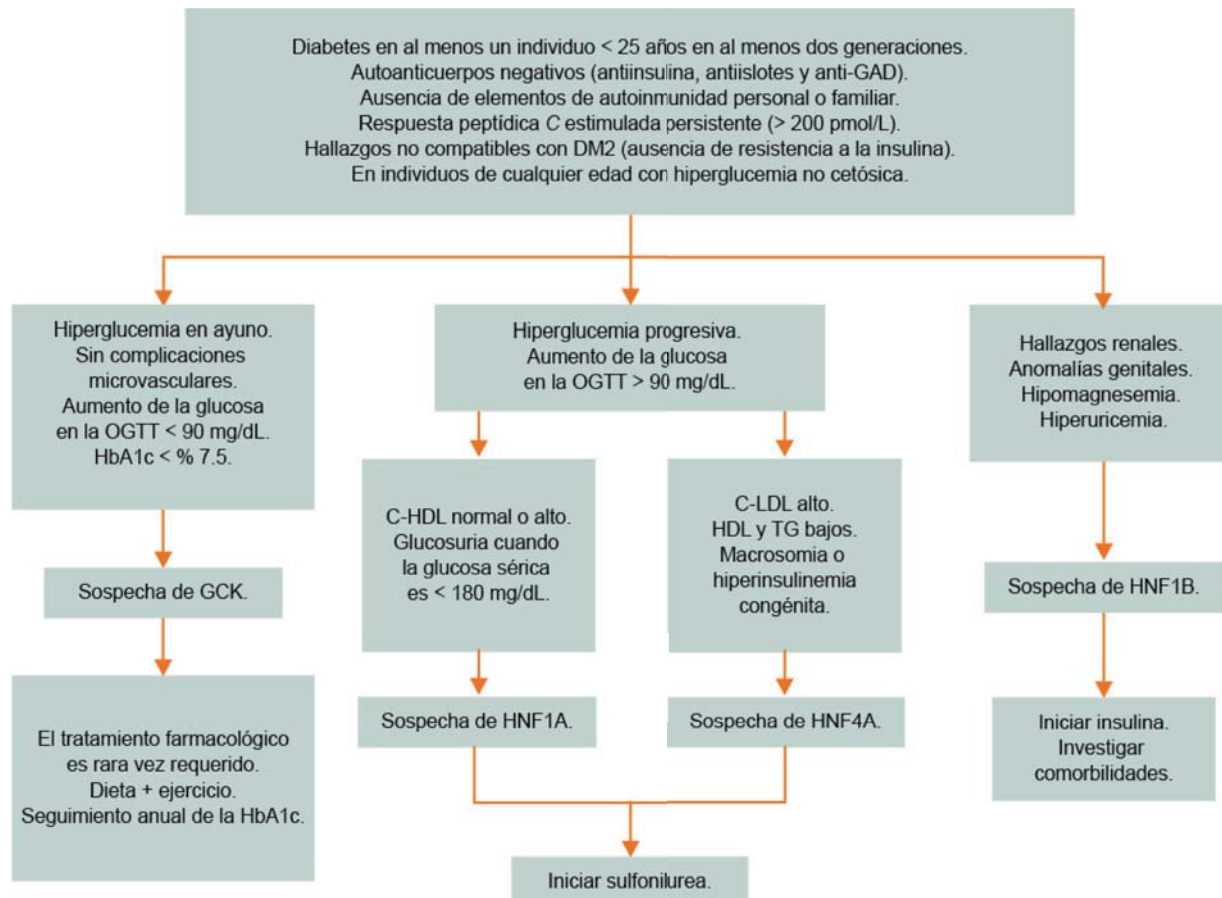 Diabetes en al menos un individuo < 25 años en al menos dos generaciones.
Autoanticuerpos negativos (antiinsulina, antiislotes y anti-GAD).
Ausencia de elementos de autoinmunidad personal o familiar.
Respuesta peptídica C estimulada persistente (> 200 pmol/L).
Hallazgos no compatibles con DM2 (ausencia de resistencia a la insulina).
En individuos de cualquier edad con hiperglucemia no cetósica.
Hiperglucemia en ayuno.
Sin complicaciones
microvasculares.
Aumento de la glucosa
en la OGTT < 90 mg/dL.
HbA1c < % 7.5.
Sospecha de GCK.
El tratamiento farmacológico
es rara vez requerido.
Dieta + ejercicio.
Seguimiento anual de la HbA1c.
Hiperglucemia progresiva.
Aumento de la glucosa
en la OGTT > 90 mg/dL.
C-HDL normal o alto.
Glucosuria cuando
la glucosa sérica
es < 180 mg/dL.
Sospecha de HNF1A.
C-LDL alto.
HDL y TG bajos.
Macrosomia o
hiperinsulinemia
congénita.
Sospecha de HNF4A.
Iniciar sulfonilurea.
Hallazgos renales.
Anomalías genitales.
Hipomagnesemia.
Hiperuricemia.
Sospecha de HNF1B.
Iniciar insulina.
Investigar
comorbilidades.